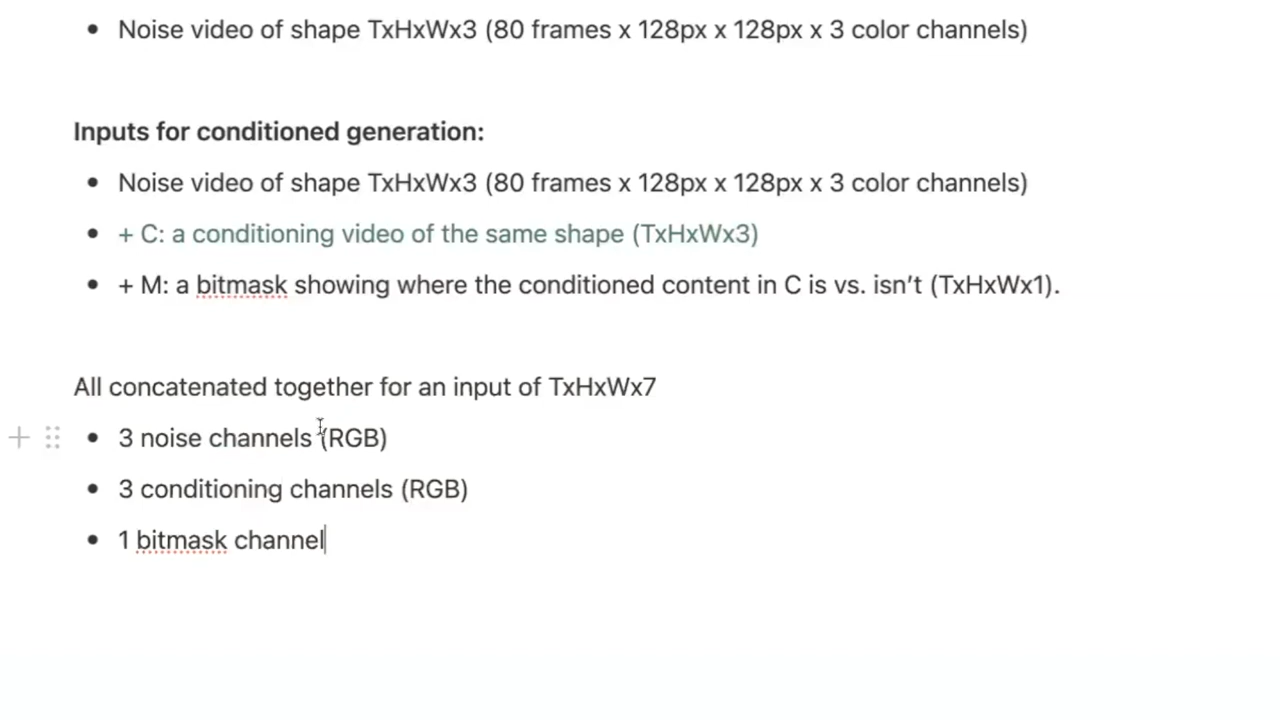 Noise video of shape TxHxWx3 (80 frames x 128px x 128px x 3 color channels)
Inputs for conditioned generation:
Noise video of shape TxHxWx3 (80 frames x 128px x 128px x 3 color channels)
+ C: a conditioning video of the same shape (TxHxWx3)
+ M: a bitmask showing where the conditioned content in C is vs. isn’t (TxHxWx1).
All concatenated together for an input of TxHxWx7
3 noise channels (RGB)
3 conditioning channels (RGB)
1 bitmask channel